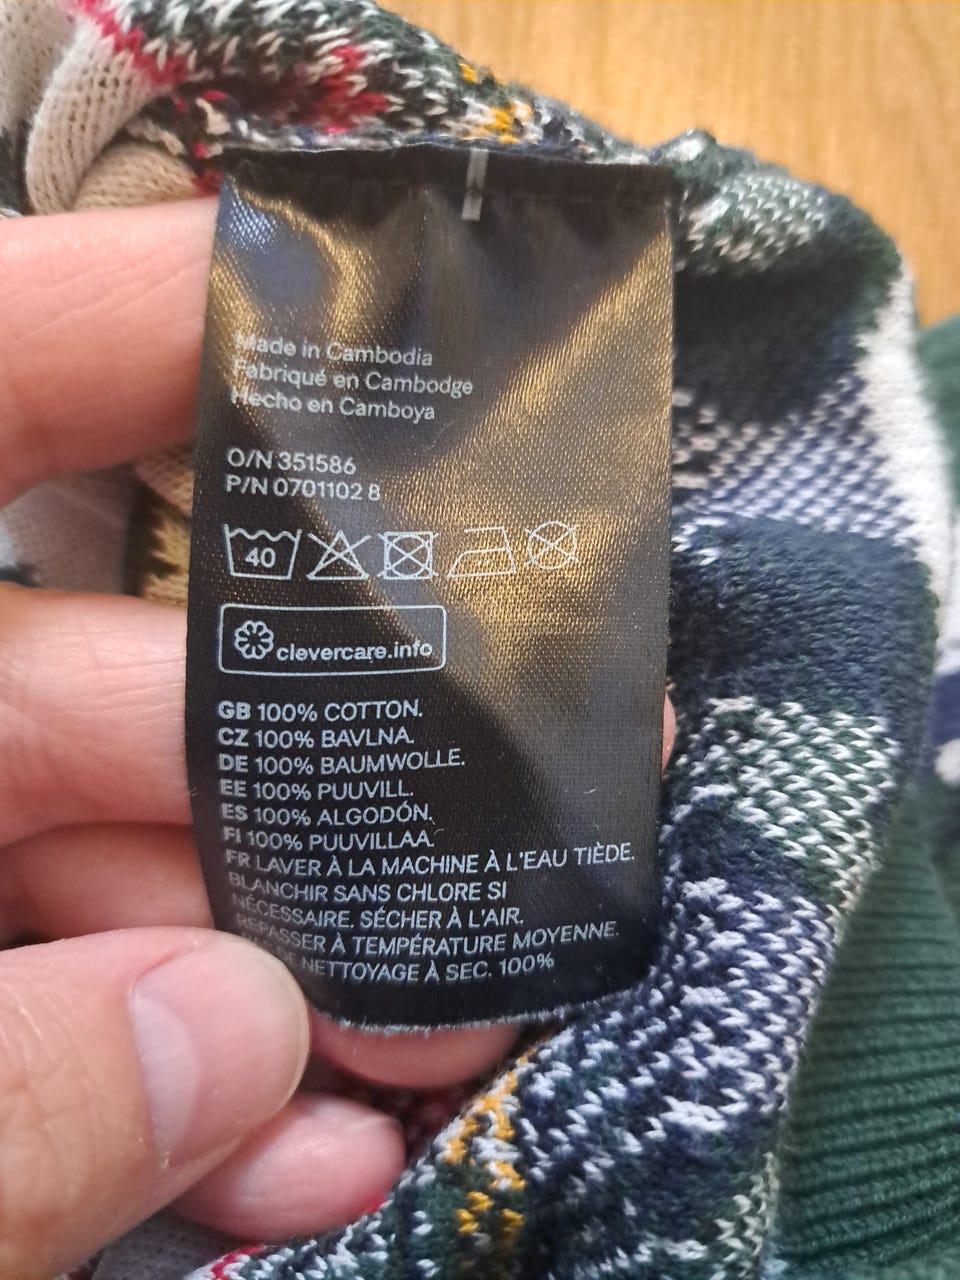 Made in Cambodia
Fabriqué en Cambodge
Hecho en Camboya
O/N 351586
P/N 0701102 8
40
clevercare.info
GB 100% COTTON.
CZ 100% BAVLNA.
DE 100% BAUMWOLLE.
EE 100% PUUVILL.
ES 100% ALGODÓN.
FI 100% PUUVILLAA
FR LAVER À LA MACHINE À L'EAU TIÈDE.
BLANCHIR SANS CHLORE SI
NÉCESSAIRE. SÉCHER À L'AIR.
REPASSER À TEMPÉRATURE MOYENNE.
NETTOYAGE À SEC. 100%